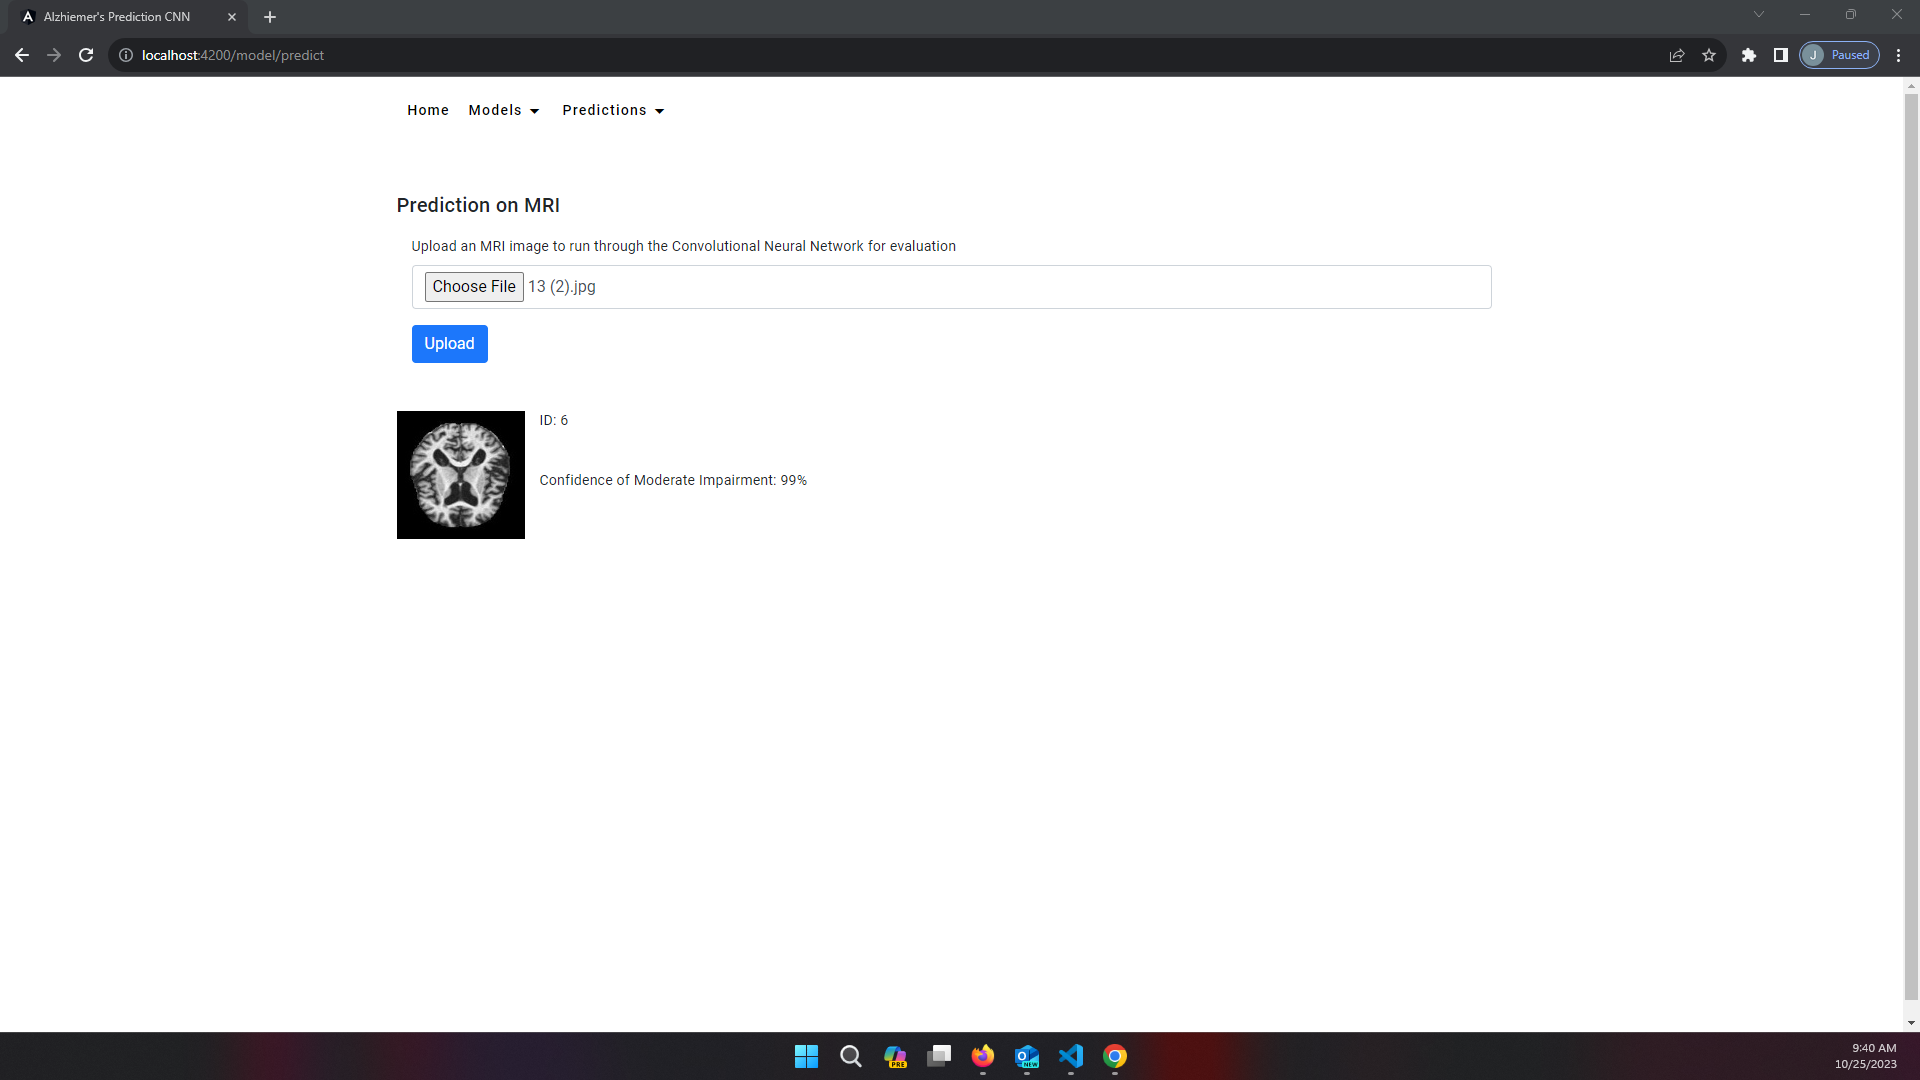 Alzhiemer's Prediction CNN
localhost:4200/model/predict
J Paused
Home Models Predictions
Prediction on MRI
Upload an MRI image to run through the Convolutional Neural Network for evaluation
Choose File 13 (2).jpg
Upload
ID: 6
Confidence of Moderate Impairment: 99%
PRE
NEW
9:40 AM
10/25/2023